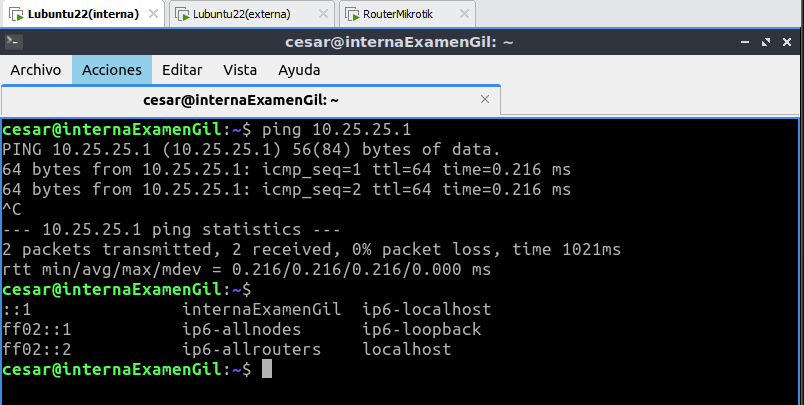 Lubuntu22(interna) × Lubuntu22(externa) × RouterMikrotik ×
cesar@internaExamenGil: ~
Archivo Acciones Editar Vista Ayuda
cesar@internaExamenGil: ~ ×
cesar@internaExamenGil:~$ ping 10.25.25.1
PING 10.25.25.1 (10.25.25.1) 56(84) bytes of data.
64 bytes from 10.25.25.1: icmp_seq=1 ttl=64 time=0.216 ms
64 bytes from 10.25.25.1: icmp_seq=2 ttl=64 time=0.216 ms
^C
--- 10.25.25.1 ping statistics ---
2 packets transmitted, 2 received, 0% packet loss, time 1021ms
rtt min/avg/max/mdev = 0.216/0.216/0.216/0.000 ms
cesar@internaExamenGil:~$
::1 internaExamenGil ip6-localhost
ff02::1 ip6-allnodes ip6-loopback
ff02::2 ip6-allrouters localhost
cesar@internaExamenGil:~$